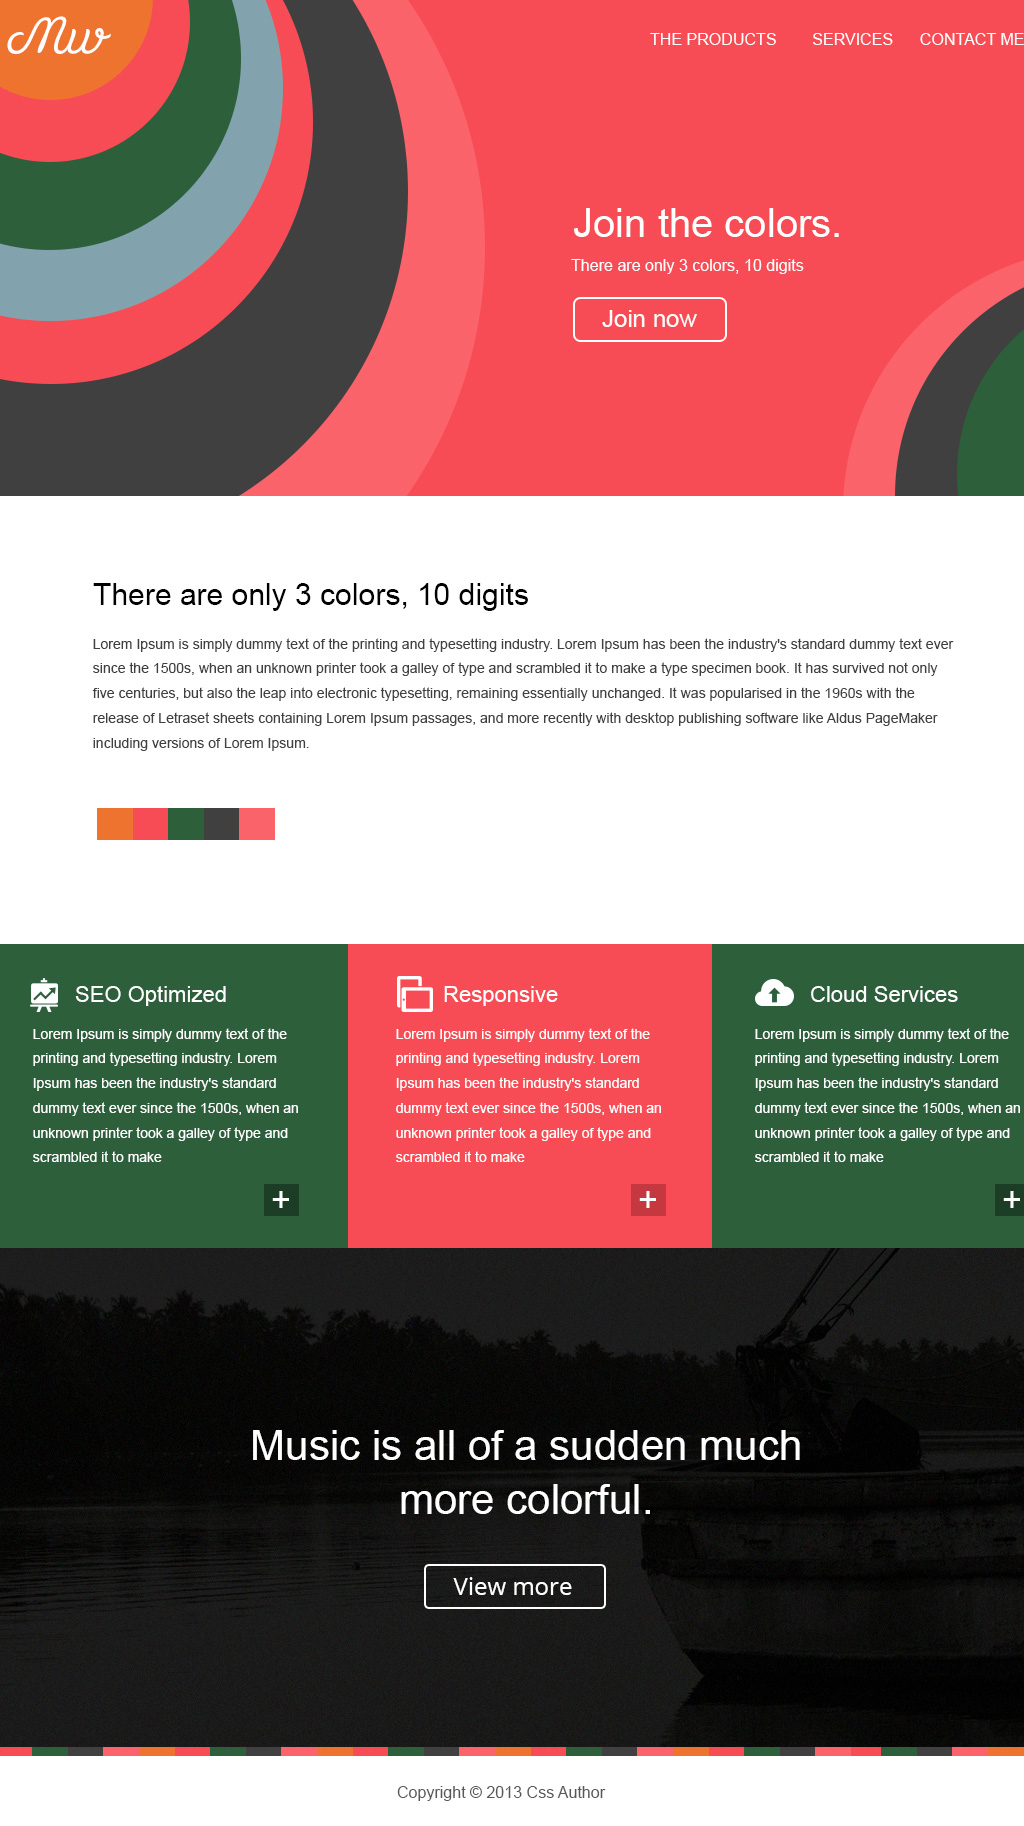 Mw
THE PRODUCTS SERVICES CONTACT ME
Join the colors.
There are only 3 colors, 10 digits
Join now
There are only 3 colors, 10 digits
Lorem Ipsum is simply dummy text of the printing and typesetting industry. Lorem Ipsum has been the industry's standard dummy text ever
since the 1500s, when an unknown printer took a galley of type and scrambled it to make a type specimen book. It has survived not only
five centuries, but also the leap into electronic typesetting, remaining essentially unchanged. It was popularised in the 1960s with the
release of Letraset sheets containing Lorem Ipsum passages, and more recently with desktop publishing software like Aldus PageMaker
including versions of Lorem Ipsum.
SEO Optimized
Lorem Ipsum is simply dummy text of the
printing and typesetting industry. Lorem
Ipsum has been the industry's standard
dummy text ever since the 1500s, when an
unknown printer took a galley of type and
scrambled it to make
+
Responsive
Lorem Ipsum is simply dummy text of the
printing and typesetting industry. Lorem
Ipsum has been the industry's standard
dummy text ever since the 1500s, when an
unknown printer took a galley of type and
scrambled it to make
+
Cloud Services
Lorem Ipsum is simply dummy text of the
printing and typesetting industry. Lorem
Ipsum has been the industry's standard
dummy text ever since the 1500s, when an
unknown printer took a galley of type and
scrambled it to make
+
Music is all of a sudden much
more colorful.
View more
Copyright © 2013 Css Author